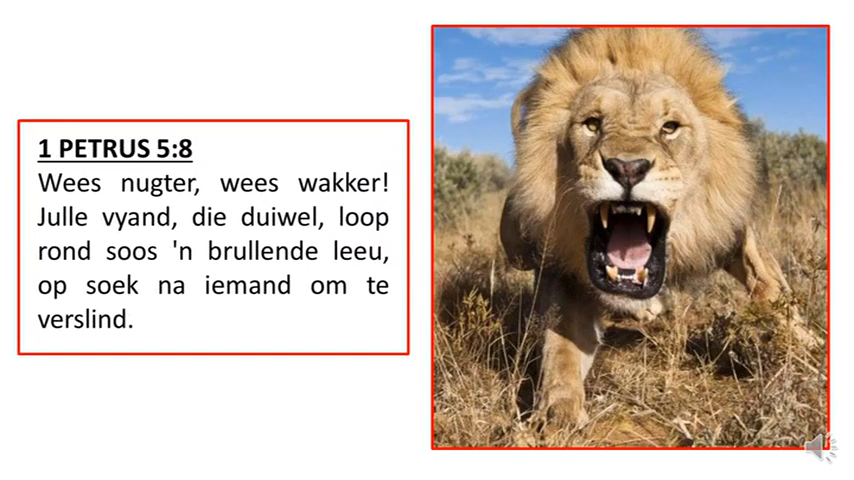 1 PETRUS 5:8
Wees nugter, wees wakker!
Julle vyand, die duiwel, loop
rond soos 'n brullende leeu,
op soek na iemand om te
verslind.